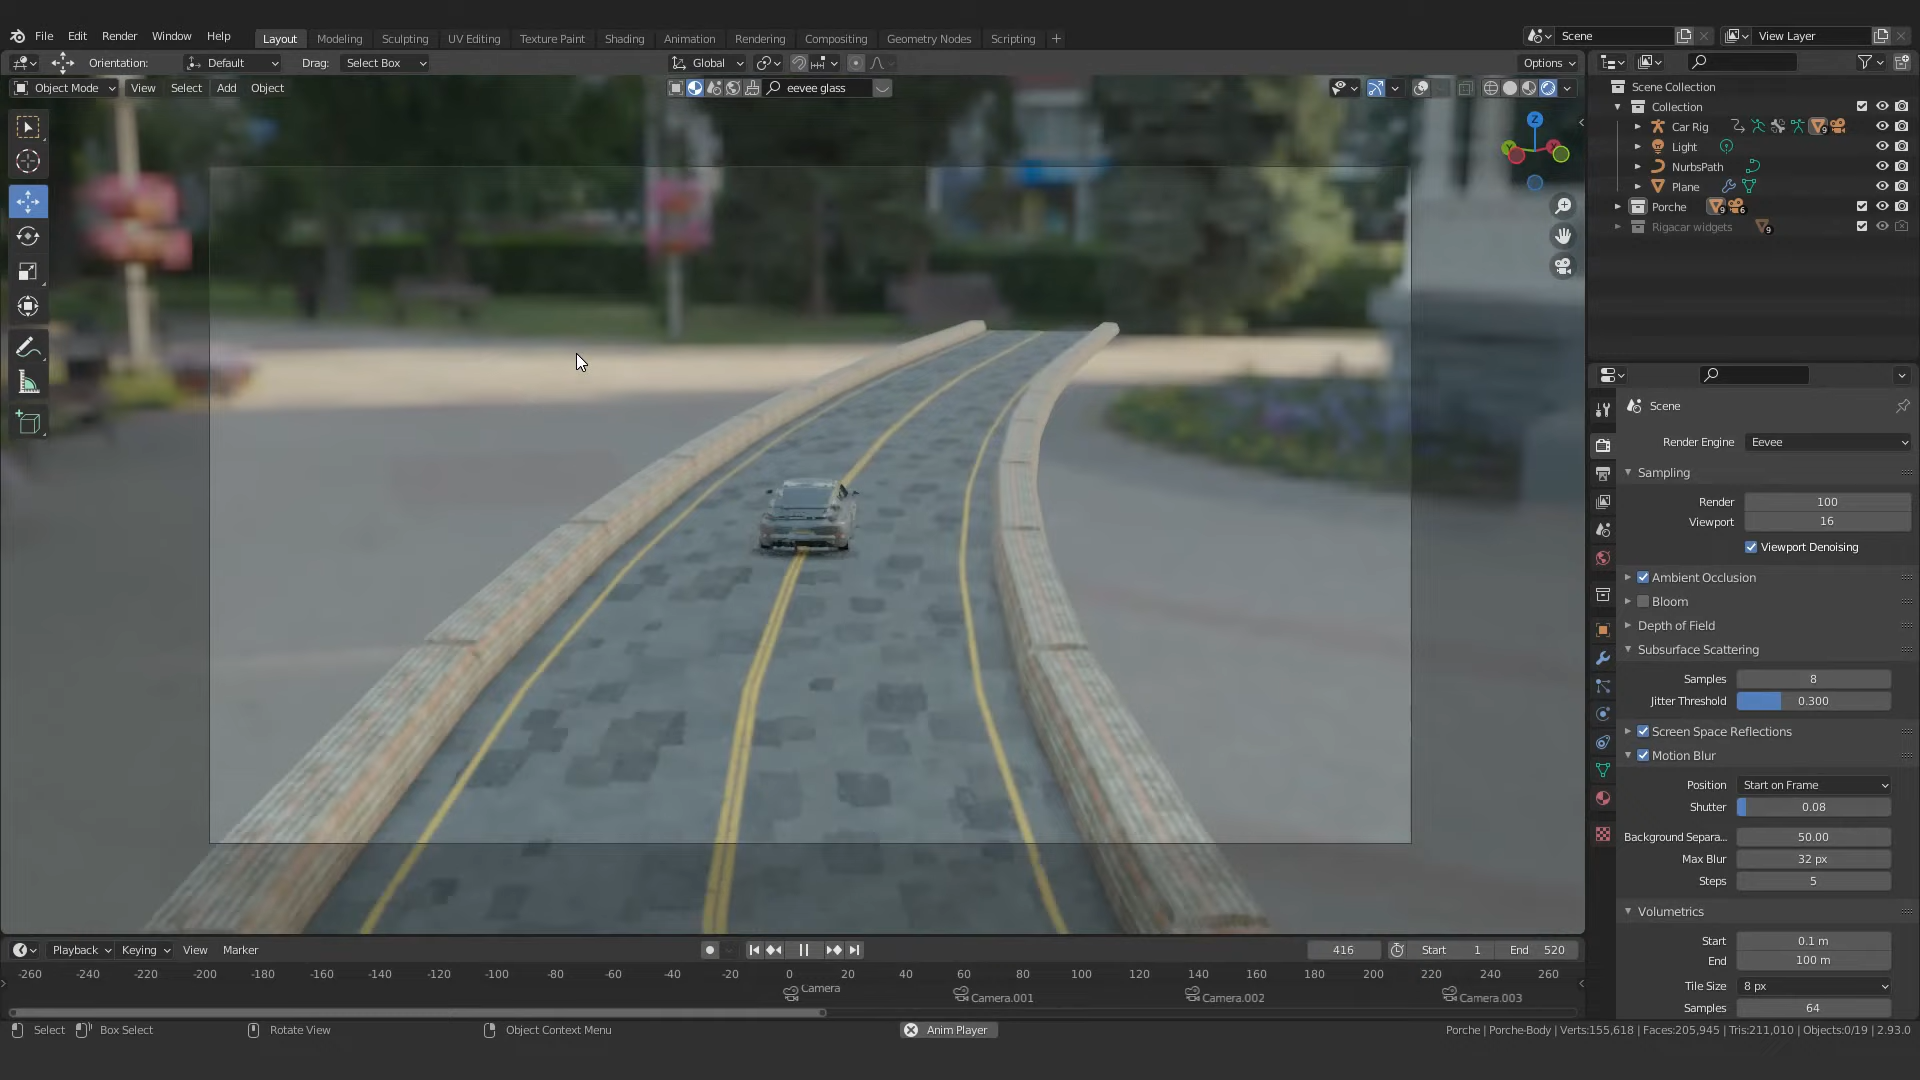 File Edit Render Window Help Layout Modeling Sculpting UV Editing Texture Paint Shading Animation Rendering Compositing Geometry Nodes Scripting + Scene View Layer
Orientation: Default Drag: Select Box Global Options
Object Mode View Select Add Object eevee glass
Scene Collection
Collection
Car Rig 9
Light
NurbsPath
Plane
Porche 9 6
Rigacar widgets 9
Z
Y
Scene
Render Engine Eevee
Sampling
Render 100
Viewport 16
Viewport Denoising
Ambient Occlusion
Bloom
Depth of Field
Subsurface Scattering
Samples 8
Jitter Threshold 0.300
Screen Space Reflections
Motion Blur
Position Start on Frame
Shutter 0.08
Background Separa... 50.00
Max Blur 32 px
Steps 5
Volumetrics
Start 0.1 m
End 100 m
Tile Size 8 px
Samples 64
Playback Keying View Marker 416 Start 1 End 520
-260 -240 -220 -200 -180 -160 -140 -120 -100 -80 -60 -40 -20 0 20 40 60 80 100 120 140 160 180 200 220 240 260
Camera Camera.001 Camera.002 Camera.003
Select Box Select Rotate View Object Context Menu Anim Player Porche | Porche-Body | Verts:155,618 | Faces:205,945 | Tris:211,010 | Objects:0/19 | 2.93.0